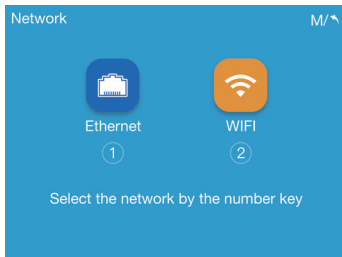 Network M/
Ethernet WIFI
1 2
Select the network by the number key